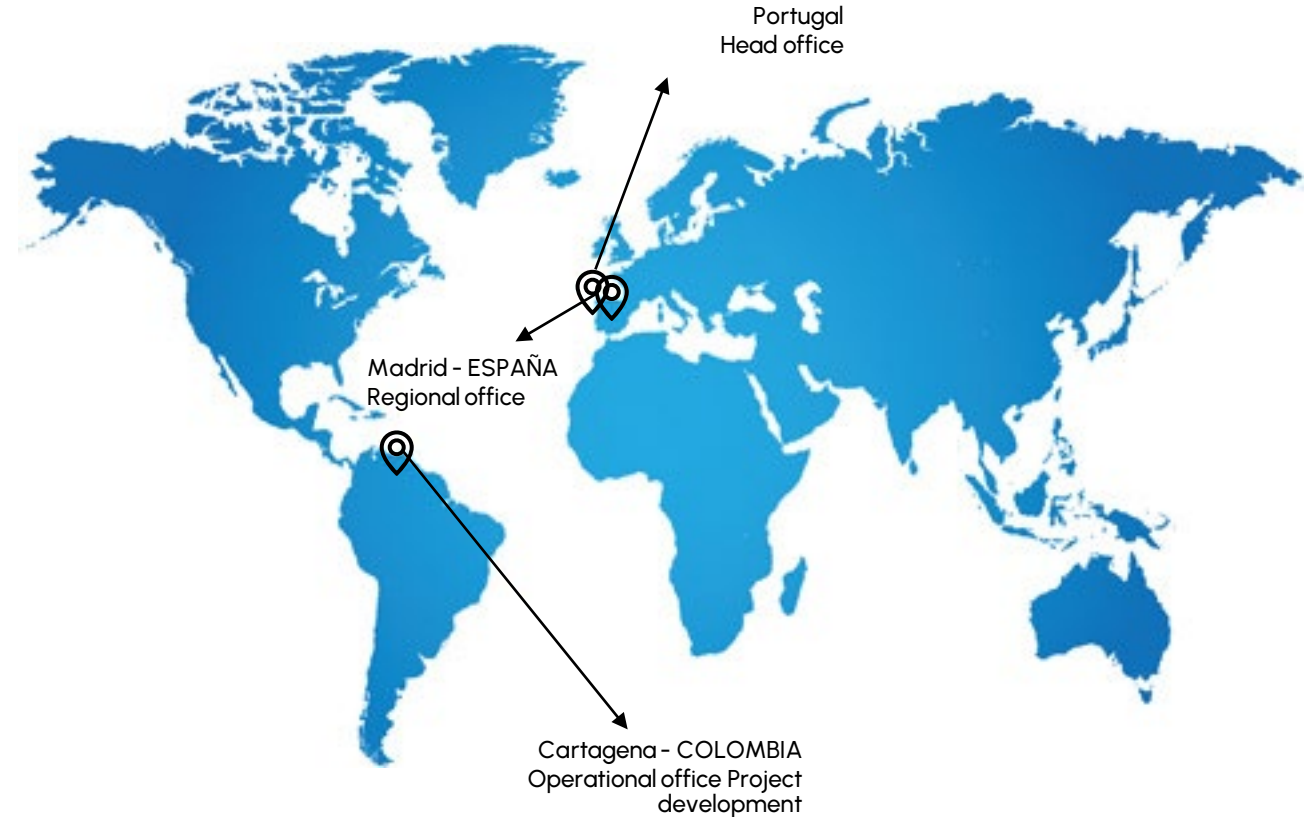 Portugal
Head office
Madrid - ESPAÑA
Regional office
Cartagena - COLOMBIA
Operational office Project
development